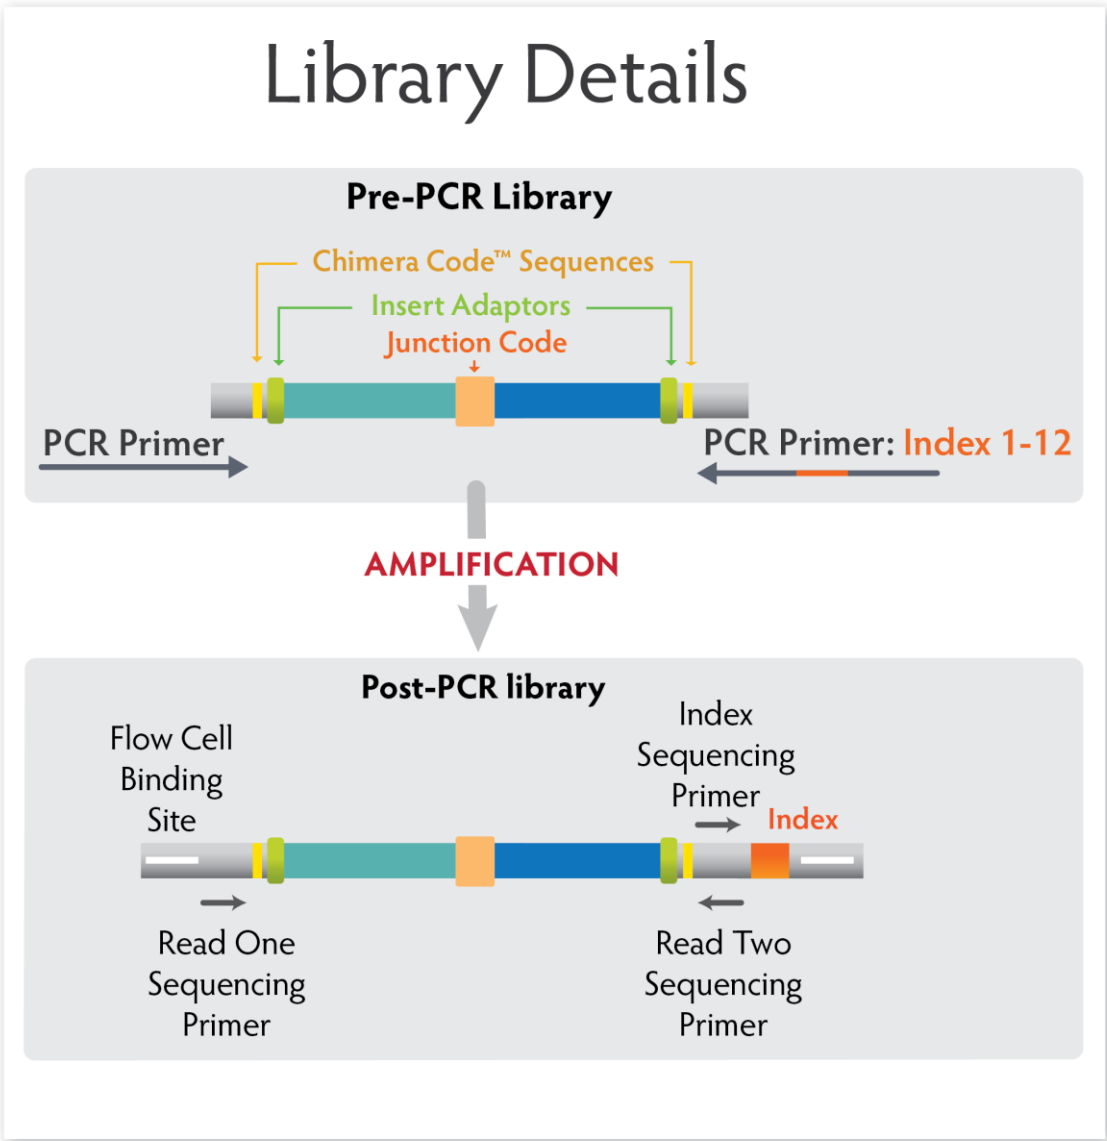 Library Details
Pre-PCR Library
Chimera Code™ Sequences
Insert Adaptors
Junction Code
PCR Primer
PCR Primer: Index 1-12
AMPLIFICATION
Post-PCR library
Flow Cell
Binding
Site
Index
Sequencing
Primer
Index
Read One
Sequencing
Primer
Read Two
Sequencing
Primer